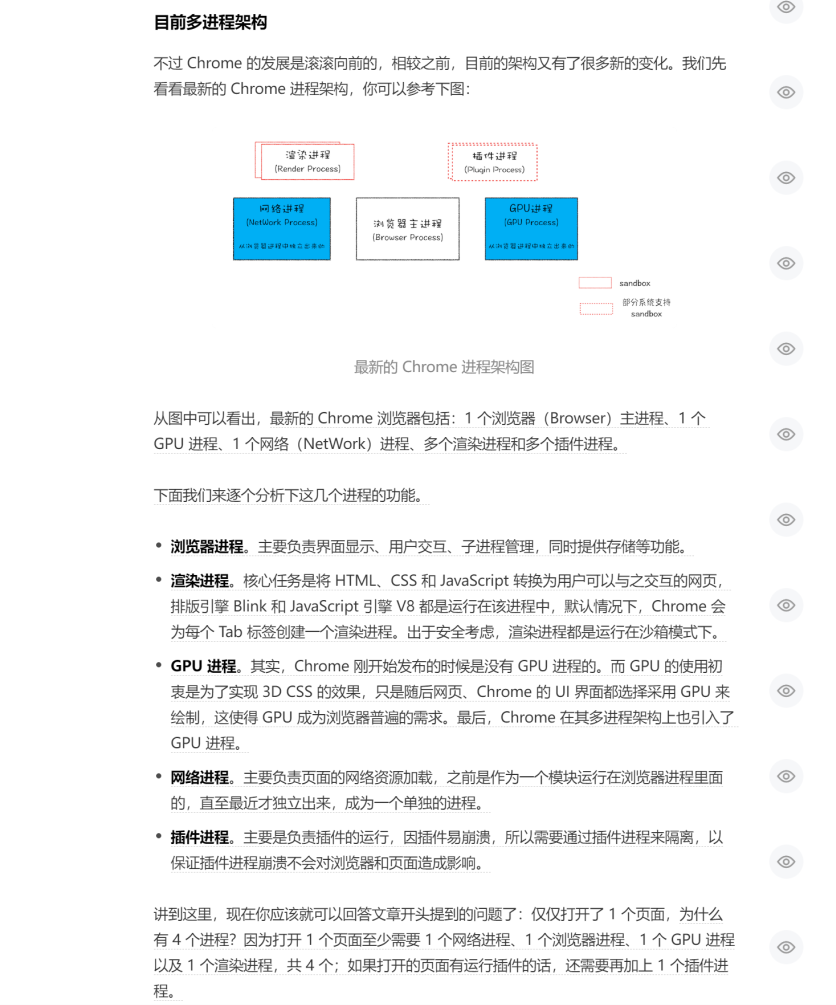 目前多进程架构
不过 Chrome 的发展是滚滚向前的，相较之前，目前的架构又有了很多新的变化。我们先
看看最新的 Chrome 进程架构，你可以参考下图：
渲染进程
(Render Process)
插件进程
(Plugin Process)
网络进程
(NetWork Process)
从浏览器进程中独立出来的
浏览器主进程
(Browser Process)
GPU进程
(GPU Process)
从浏览器进程中独立出来的
sandbox
部分系统支持
sandbox
最新的 Chrome 进程架构图
从图中可以看出，最新的 Chrome 浏览器包括：1 个浏览器（Browser）主进程、1 个
GPU 进程、1 个网络（NetWork）进程、多个渲染进程和多个插件进程。
下面我们来逐个分析下这几个进程的功能。
• 浏览器进程。主要负责界面显示、用户交互、子进程管理，同时提供存储等功能。
• 渲染进程。核心任务是将 HTML、CSS 和 JavaScript 转换为用户可以与之交互的网页，
排版引擎 Blink 和 JavaScript 引擎 V8 都是运行在该进程中，默认情况下，Chrome 会
为每个 Tab 标签创建一个渲染进程。出于安全考虑，渲染进程都是运行在沙箱模式下。
• GPU 进程。其实，Chrome 刚开始发布的时候是没有 GPU 进程的。而 GPU 的使用初
衷是为了实现 3D CSS 的效果，只是随后网页、Chrome 的 UI 界面都选择采用 GPU 来
绘制，这使得 GPU 成为浏览器普遍的需求。最后，Chrome 在其多进程架构上也引入了
GPU 进程。
• 网络进程。主要负责页面的网络资源加载，之前是作为一个模块运行在浏览器进程里面
的，直至最近才独立出来，成为一个单独的进程。
• 插件进程。主要是负责插件的运行，因插件易崩溃，所以需要通过插件进程来隔离，以
保证插件进程崩溃不会对浏览器和页面造成影响。
讲到这里，现在你应该就可以回答文章开头提到的问题了：仅仅打开了 1 个页面，为什么
有 4 个进程？因为打开 1 个页面至少需要 1 个网络进程、1 个浏览器进程、1 个 GPU 进程
以及 1 个渲染进程，共 4 个；如果打开的页面有运行插件的话，还需要再加上 1 个插件进
程。